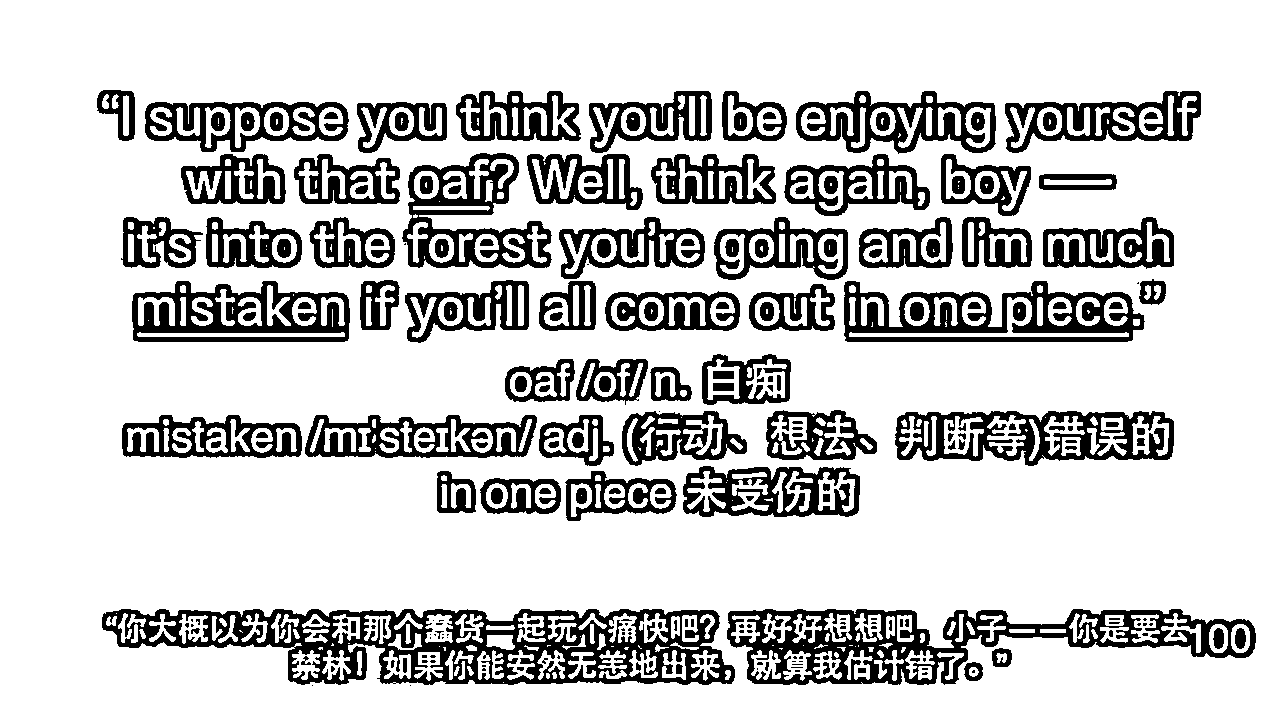 “I suppose you think you’ll be enjoying yourself
with that oaf? Well, think again, boy —
it’s into the forest you’re going and I’m much
mistaken if you’ll all come out in one piece.”
oaf /of/ n. 白痴
mistaken /mɪˈsteɪkən/ adj. (行动、想法、判断等)错误的
in one piece 未受伤的
“你大概以为你会和那个蠢货一起玩个痛快吧？再好好想想吧，小子——你是要去
禁林！如果你能安然无恙地出来，就算我估计错了。”
100